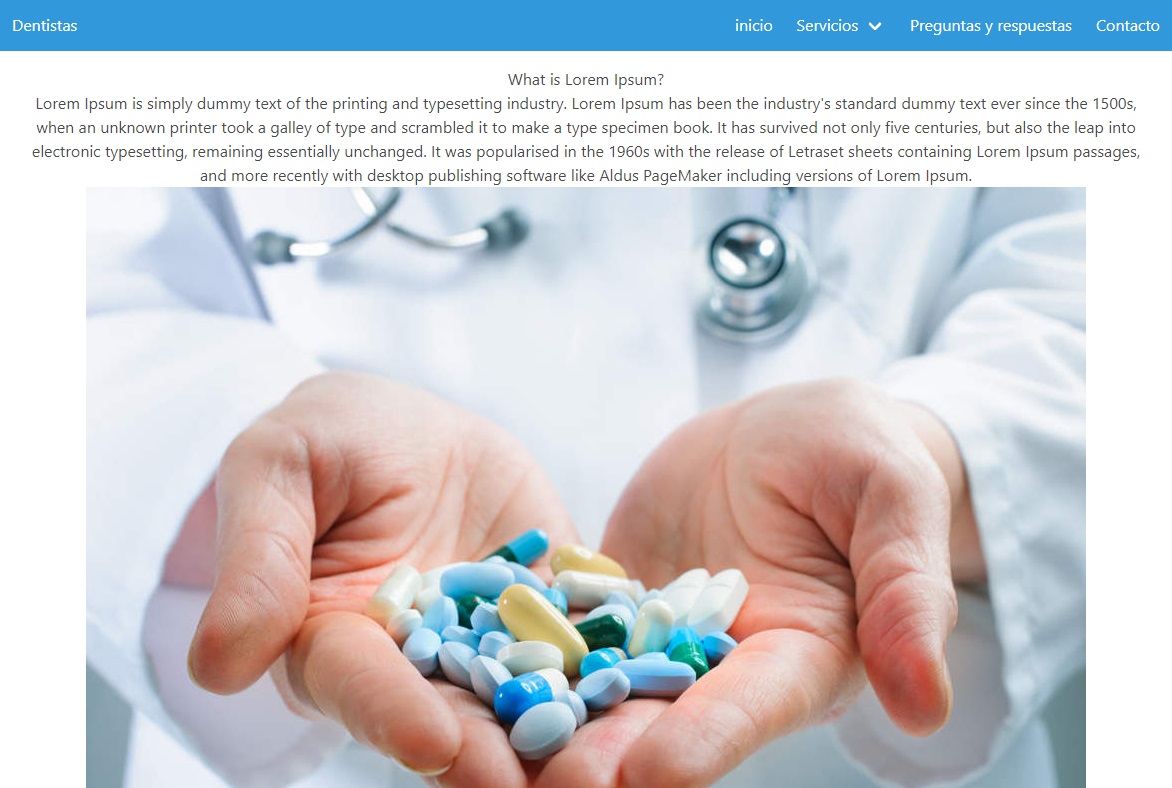 Dentistas inicio Servicios Preguntas y respuestas Contacto
What is Lorem Ipsum?
Lorem Ipsum is simply dummy text of the printing and typesetting industry. Lorem Ipsum has been the industry's standard dummy text ever since the 1500s,
when an unknown printer took a galley of type and scrambled it to make a type specimen book. It has survived not only five centuries, but also the leap into
electronic typesetting, remaining essentially unchanged. It was popularised in the 1960s with the release of Letraset sheets containing Lorem Ipsum passages,
and more recently with desktop publishing software like Aldus PageMaker including versions of Lorem Ipsum.